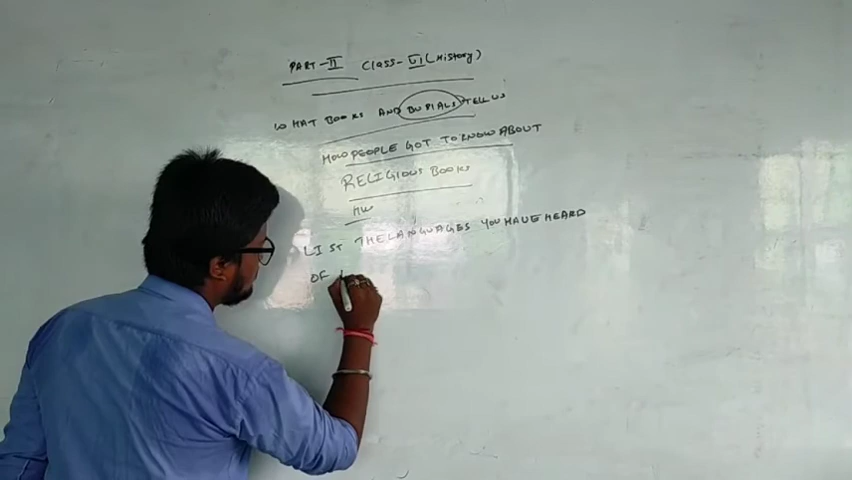 PART-II Class-VI (History)
WHAT BOOKS AND BURIALS TELL US
HOW PEOPLE GOT TO KNOW ABOUT
RELIGIOUS BOOKS
HW
LIST THE LANGUAGES YOU HAVE HEARD
OF